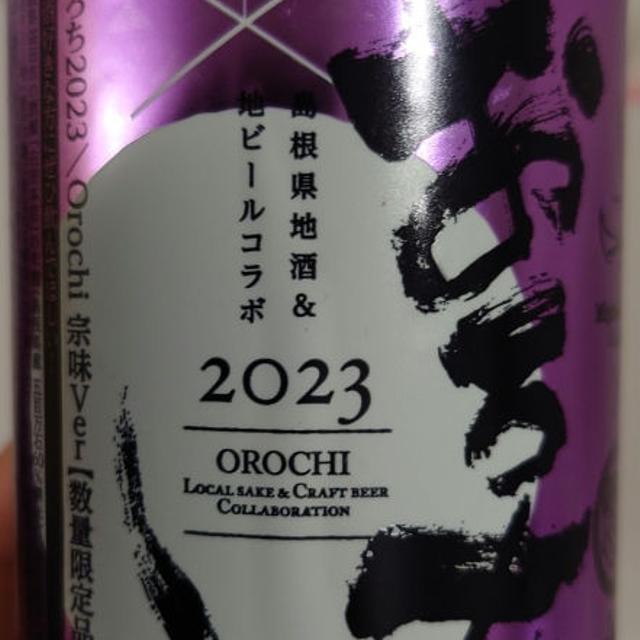 島根県地酒&
地ビールコラボ
2023
OROCHI
LOCAL SAKE & CRAFT BEER
COLLABORATION
ち2023/Orochi 宗味Ver【数量限定品